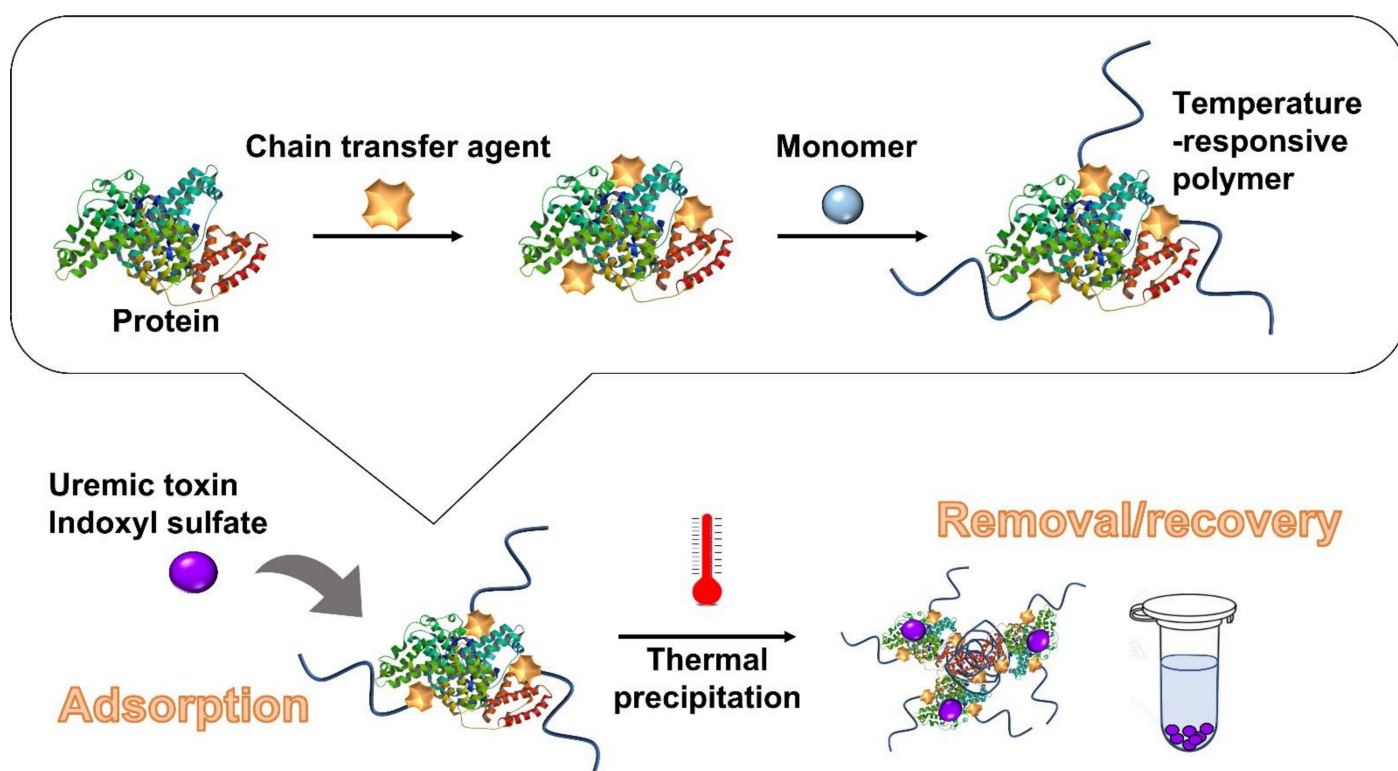 Chain transfer agent
Monomer
Temperature
-responsive
polymer
Protein
Uremic toxin
Indoxyl sulfate
Adsorption
Thermal
precipitation
Removal/recovery